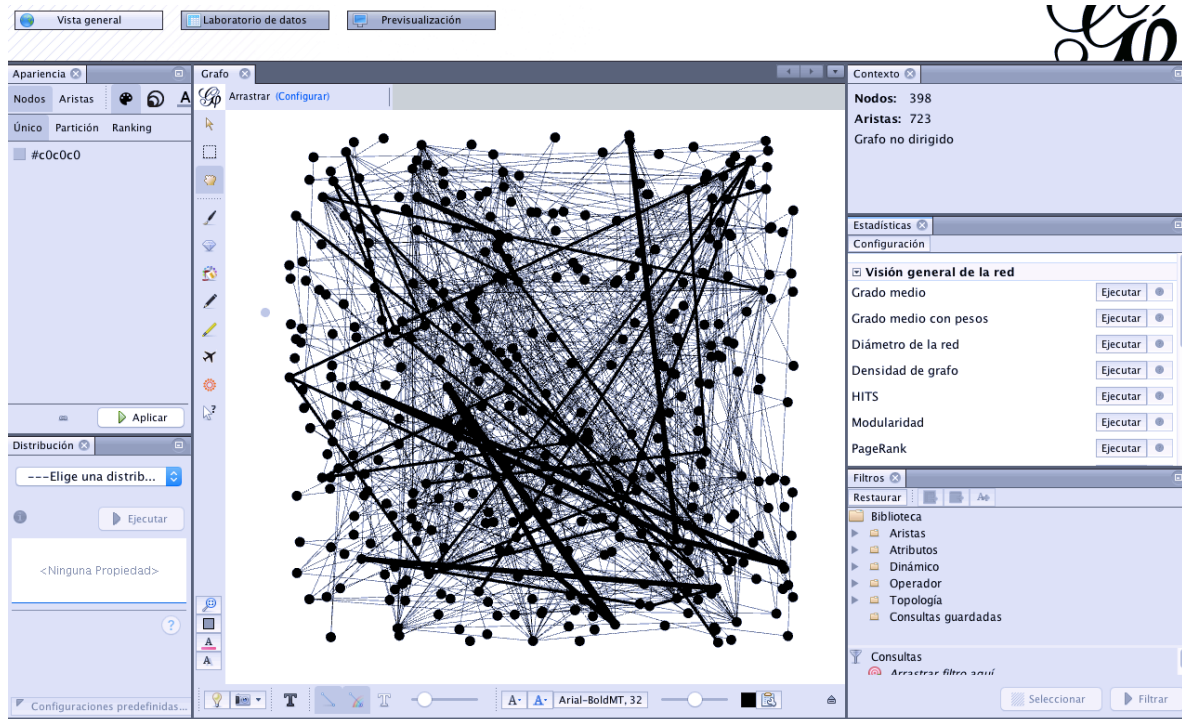 Vista general
Laboratorio de datos
Previsualización
Apariencia
Nodos Aristas
Único Partición Ranking
#c0c0c0
Aplicar
Distribución
---Elige una distrib...
Ejecutar
<Ninguna Propiedad>
?
Configuraciones predefinidas...
Grafo
Arrastrar (Configurar)
Arial-BoldMT, 32
Contexto
Nodos: 398
Aristas: 723
Grafo no dirigido
Estadísticas
Configuración
Visión general de la red
Grado medio Ejecutar
Grado medio con pesos Ejecutar
Diámetro de la red Ejecutar
Densidad de grafo Ejecutar
HITS Ejecutar
Modularidad Ejecutar
PageRank Ejecutar
Filtros
Restaurar
Biblioteca
Aristas
Atributos
Dinámico
Operador
Topología
Consultas guardadas
Consultas
Arrastrar filtro aquí
Seleccionar Filtrar